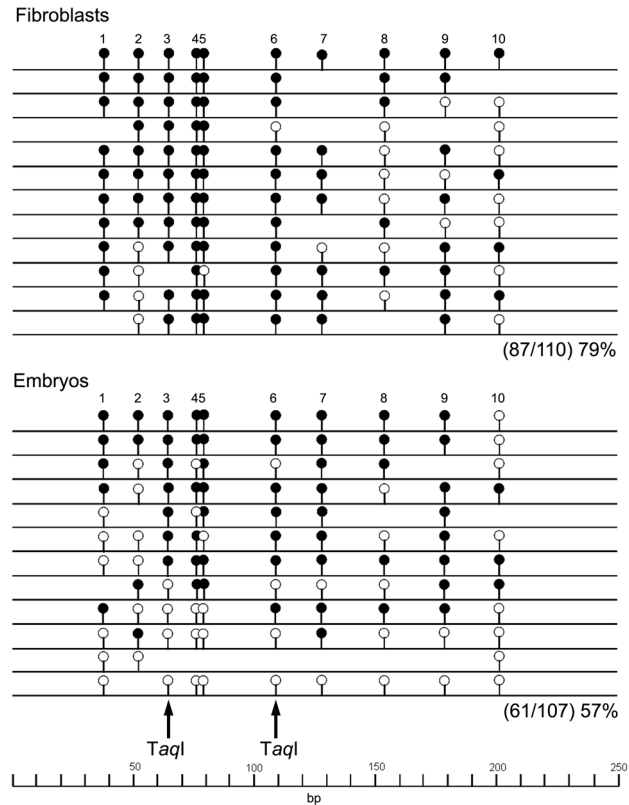 Fibroblasts
1 2 3 45 6 7 8 9 10
(87/110) 79%
Embryos
1 2 3 45 6 7 8 9 10
(61/107) 57%
TaqI TaqI
50 100 150 200 250
bp